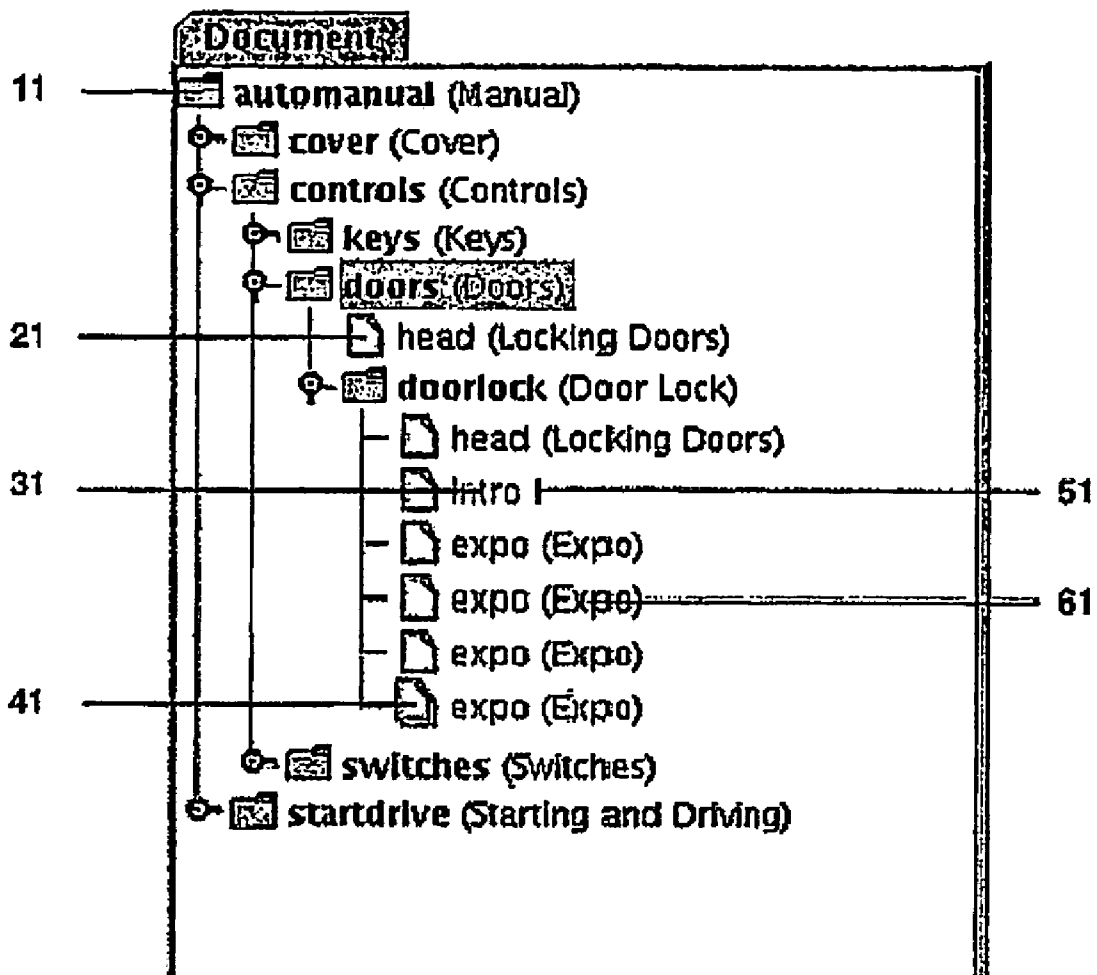 Document
11 automanual (Manual)
cover (Cover)
controls (Controls)
keys (Keys)
doors (Doors)
21 head (Locking Doors)
doorlock (Door Lock)
head (Locking Doors)
31 intro 51
expo (Expo)
expo (Expo) 61
expo (Expo)
41 expo (Expo)
switches (Switches)
startdrive (Starting and Driving)